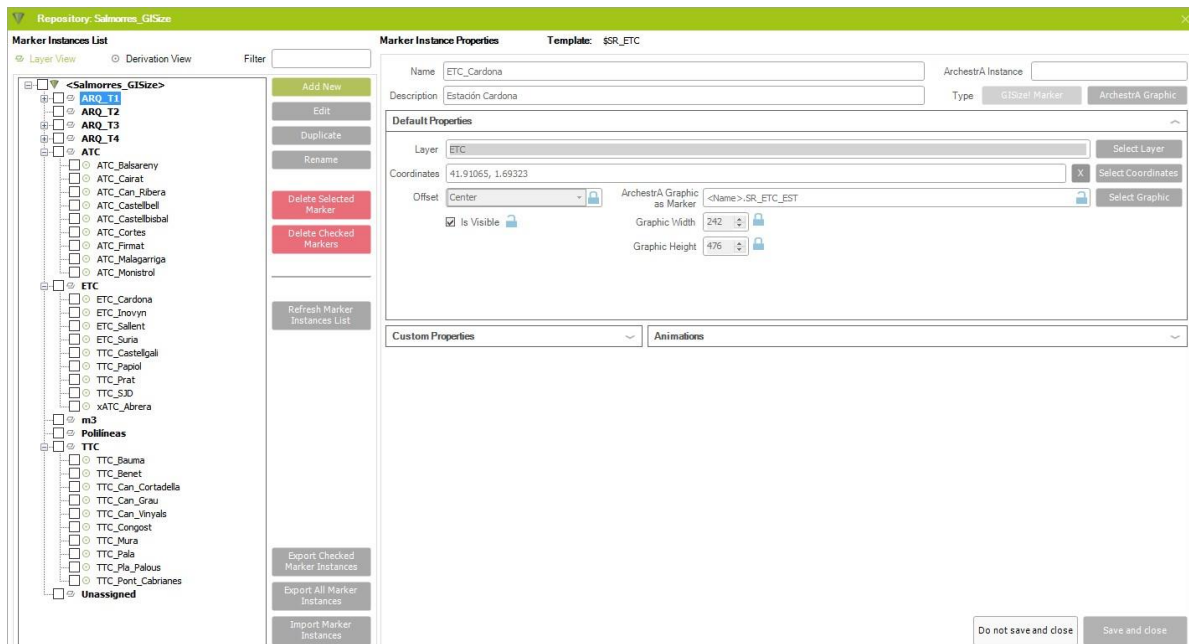 Repository: Salmorres_GISize
Marker Instances List
Layer View
Derivation View
Filter
<Salmorres_GISize>
ARQ_T1
ARQ_T2
ARQ_T3
ARQ_T4
ATC
ATC_Balsareny
ATC_Cairat
ATC_Can_Ribera
ATC_Castellbell
ATC_Castellbisbal
ATC_Cortes
ATC_Firmat
ATC_Malagarriga
ATC_Monistrol
ETC
ETC_Cardona
ETC_Inovyn
ETC_Sallent
ETC_Suria
TTC_Castellgali
TTC_Papiol
TTC_Prat
TTC_SJD
xATC_Abrera
m3
Polilíneas
TTC
TTC_Bauma
TTC_Benet
TTC_Can_Cortadella
TTC_Can_Grau
TTC_Can_Vinyals
TTC_Congost
TTC_Mura
TTC_Pala
TTC_Pla_Palous
TTC_Pont_Cabrianes
Unassigned
Add New
Edit
Duplicate
Rename
Delete Selected
Marker
Delete Checked
Markers
Refresh Marker
Instances List
Export Checked
Marker Instances
Export All Marker
Instances
Import Marker
Instances
Marker Instance Properties Template: $SR_ETC
Name ETC_Cardona ArchestrA Instance
Description Estación Cardona Type GISize! Marker ArchestrA Graphic
Default Properties
Layer ETC Select Layer
Coordinates 41.91065, 1.69323 X Select Coordinates
Offset Center ArchestrA Graphic
as Marker <Name>.SR_ETC_EST Select Graphic
Is Visible Graphic Width 242
Graphic Height 476
Custom Properties Animations
Do not save and close Save and close